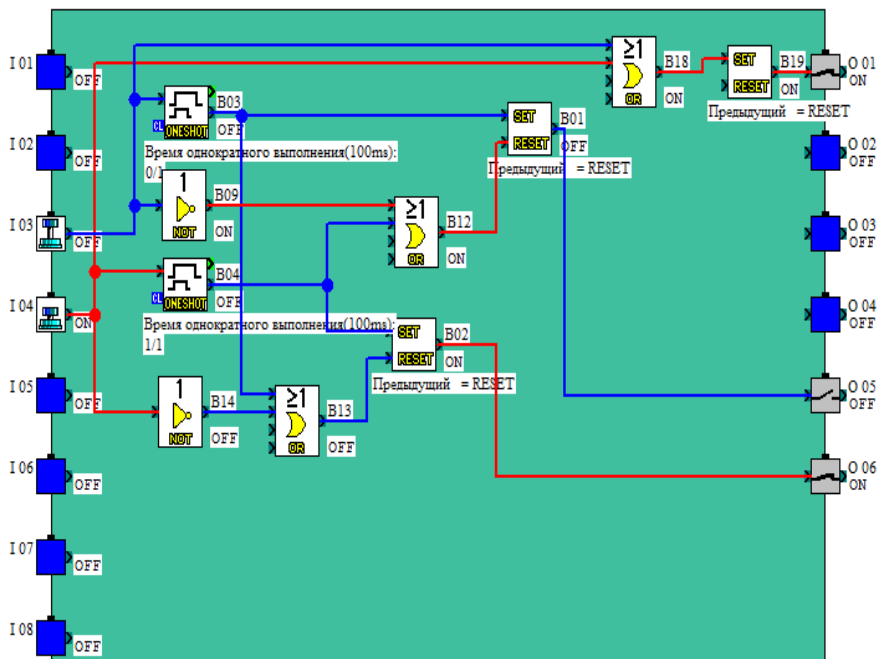 I 01
OFF
I 02
OFF
I 03
OFF
I 04
ON
I 05
OFF
I 06
OFF
I 07
OFF
I 08
OFF
B03
OFF
CL
ONESHOT
Время однократного выполнения(100ms):
0/1
1
NOT
B09
ON
B04
OFF
CL
ONESHOT
Время однократного выполнения(100ms):
1/1
1
NOT
B14
OFF
≥1
OR
B13
OFF
≥1
OR
B12
ON
SET
RESET
B02
ON
Предыдущий = RESET
SET
RESET
B01
OFF
Предыдущий = RESET
≥1
OR
B18
ON
SET
RESET
B19
ON
Предыдущий = RESET
O 01
ON
O 02
OFF
O 03
OFF
O 04
OFF
O 05
OFF
O 06
ON